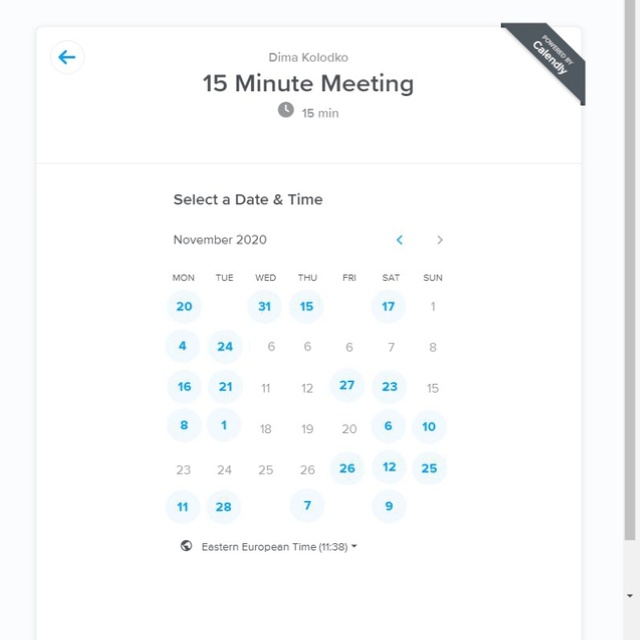 POWERED BY
Calendly
Dima Kolodko
15 Minute Meeting
15 min
Select a Date & Time
November 2020
MON TUE WED THU FRI SAT SUN
20 31 15 17 1
4 24 6 6 6 7 8
16 21 11 12 27 23 15
8 1 18 19 20 6 10
23 24 25 26 26 12 25
11 28 7 9
Eastern European Time (11:38)